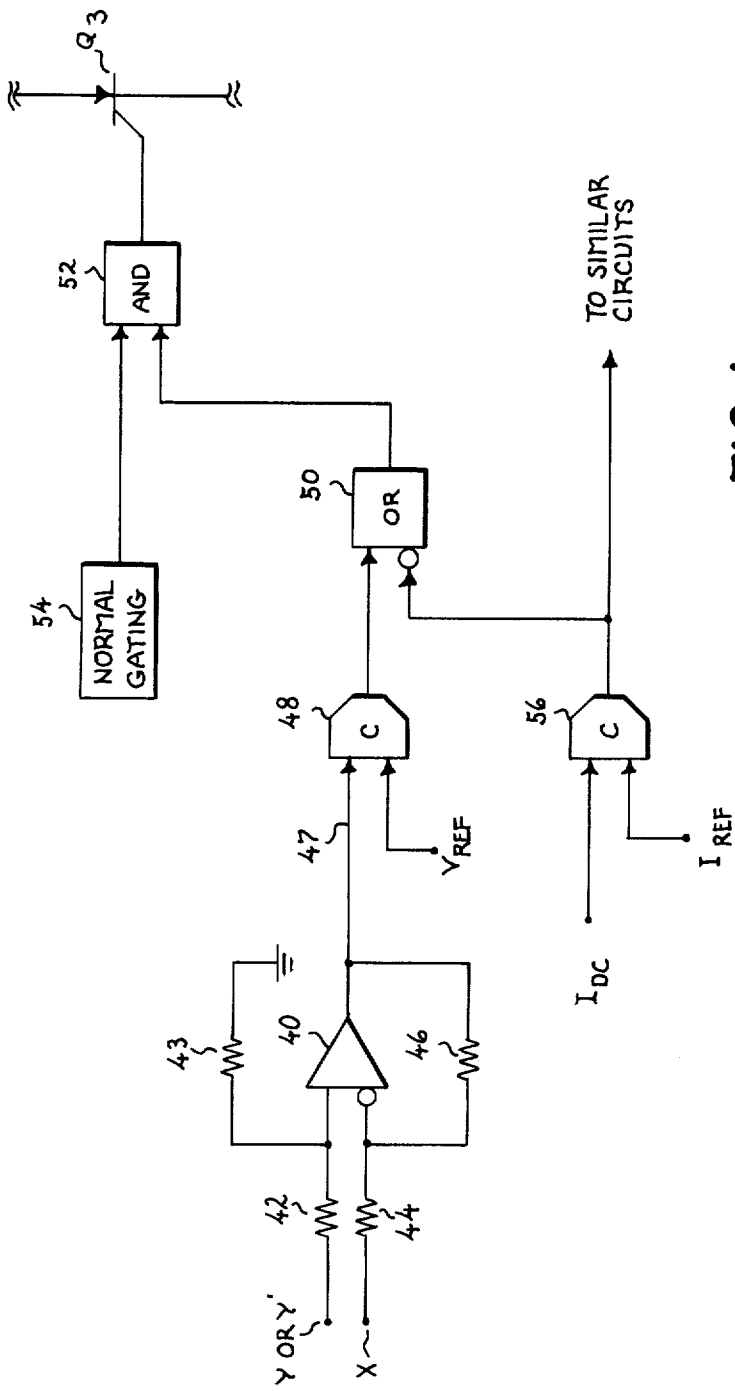 Q3
52
AND
54
NORMAL
GATING
50
OR
TO SIMILAR
CIRCUITS
48
C
47
VREF
56
C
IDC
IREF
43
40
46
42
44
Y OR Y'
X